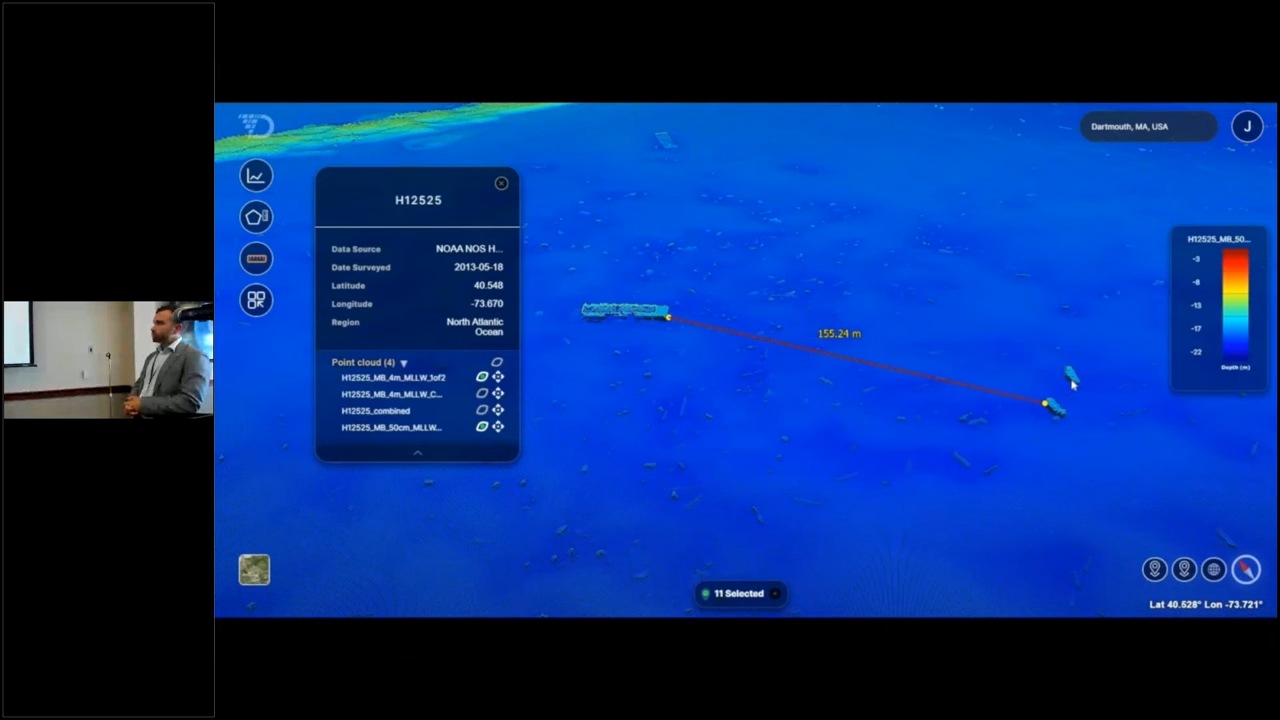 Dartmouth, MA, USA
J
H12525
Data Source NOAA NOS H...
Date Surveyed 2013-05-18
Latitude 40.548
Longitude -73.670
Region North Atlantic
Ocean
Point cloud (4)
H12525_MB_4m_MLLW_1of2
H12525_MB_4m_MLLW_C...
H12525_combined
H12525_MB_50cm_MLLW...
155.24 m
H12525_MB_50...
-3
-8
-13
-17
-22
Depth (m)
11 Selected
Lat 40.528° Lon -73.721°